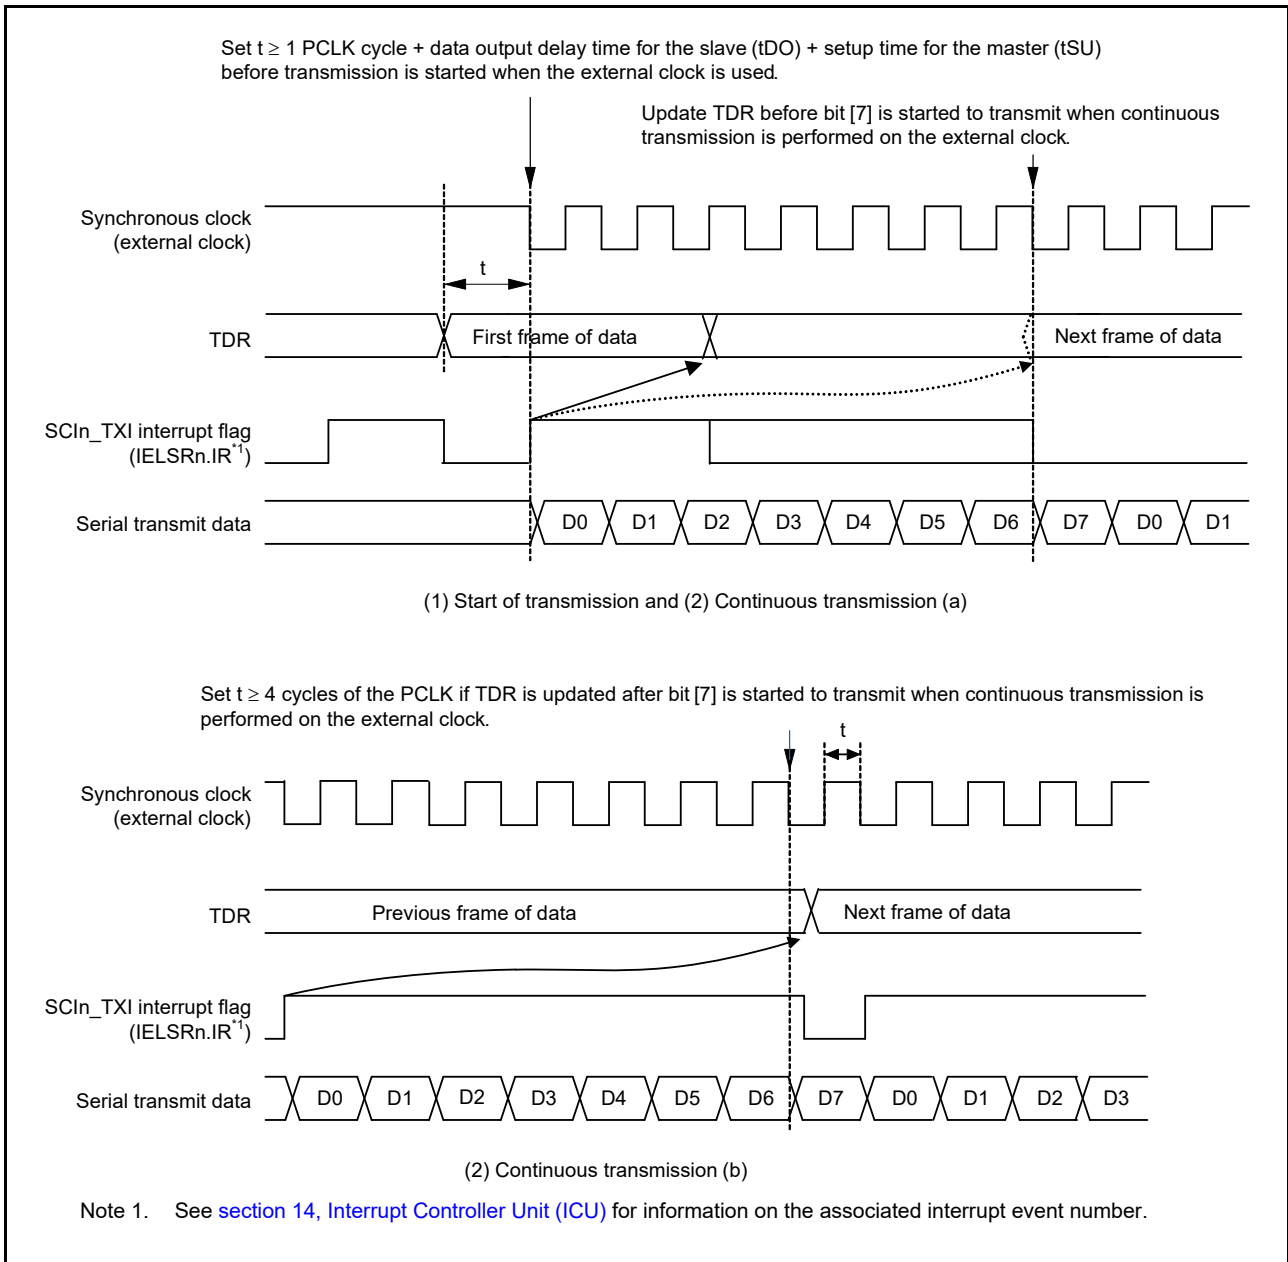 Set t ≥ 1 PCLK cycle + data output delay time for the slave (tDO) + setup time for the master (tSU)
before transmission is started when the external clock is used.
Update TDR before bit [7] is started to transmit when continuous
transmission is performed on the external clock.
Synchronous clock
(external clock)
t
TDR
First frame of data
Next frame of data
SCIn_TXI interrupt flag
(IELSRn.IR*1)
Serial transmit data
D0 D1 D2 D3 D4 D5 D6 D7 D0 D1
(1) Start of transmission and (2) Continuous transmission (a)
Set t ≥ 4 cycles of the PCLK if TDR is updated after bit [7] is started to transmit when continuous transmission is
performed on the external clock.
t
Synchronous clock
(external clock)
TDR
Previous frame of data
Next frame of data
SCIn_TXI interrupt flag
(IELSRn.IR*1)
Serial transmit data
D0 D1 D2 D3 D4 D5 D6 D7 D0 D1 D2 D3
(2) Continuous transmission (b)
Note 1. See section 14, Interrupt Controller Unit (ICU) for information on the associated interrupt event number.